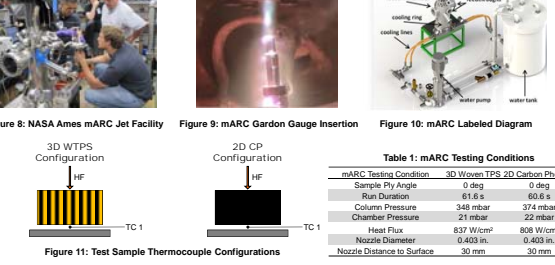 cooling ring
cooling lines
water pump
water tank
ure 8: NASA Ames mARC Jet Facility
Figure 9: mARC Gardon Gauge Insertion
Figure 10: mARC Labeled Diagram
3D WTPS
Configuration
HF
TC 1
2D CP
Configuration
HF
TC 1
Figure 11: Test Sample Thermocouple Configurations
Table 1: mARC Testing Conditions
mARC Testing Condition 3D Woven TPS 2D Carbon Phe
Sample Ply Angle 0 deg 0 deg
Run Duration 61.6 s 60.6 s
Column Pressure 348 mbar 374 mbar
Chamber Pressure 21 mbar 22 mbar
Heat Flux 837 W/cm² 808 W/cm
Nozzle Diameter 0.403 in. 0.403 in.
Nozzle Distance to Surface 30 mm 30 mm